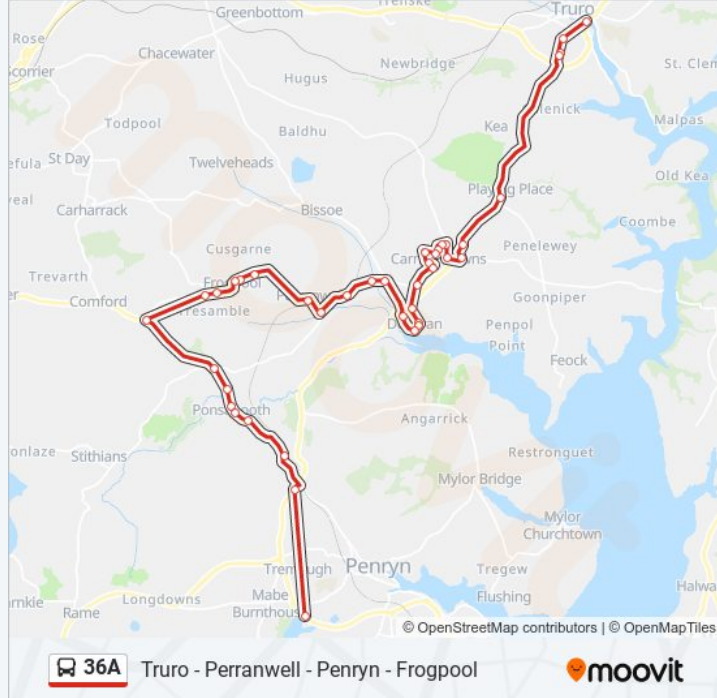 Truro
Greenbottom
Rose
Chacewater
Newbridge
St. Clem
Scorrier
Hugus
Todpool
Kea
Malpas
Baldhu
St Day
Twelveheads
Old Kea
Playing Place
Carharrack
Bissoe
Coombe
Cusgarne
Penelewey
Trevarth
Comford
Goonpiper
Penpol
Point
Feock
Angarrick
Stithians
Restronguet
Mylor Bridge
Mylor
Churchtown
Penryn
Tregew
Flushing
Mabe
Burnthouse
Longdowns
Rame
© OpenStreetMap contributors | © OpenMapTiles
36A Truro - Perranwell - Penryn - Frogpool
moovit